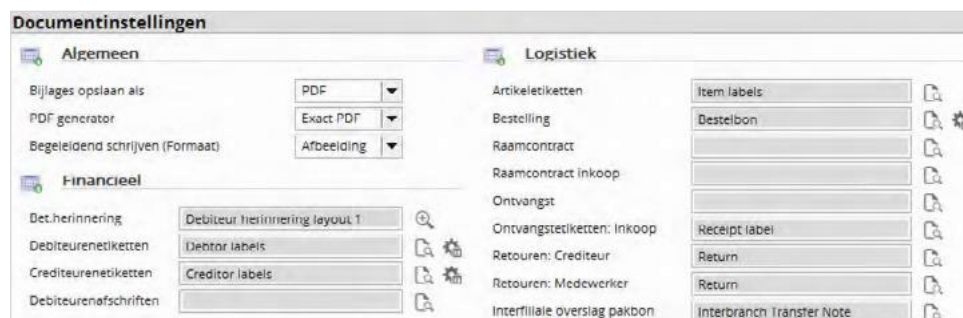 Documentinstellingen
Algemeen
Bijlages opslaan als PDF
PDF generator Exact PDF
Begeleidend schrijven (Formaat) Afbeelding
Financieel
Bet.herinnering Debiteur herinnering layout 1
Debiteurenetiketten Debtor labels
Crediteurenetiketten Creditor labels
Debiteurenafschriften
Logistiek
Artikeletiketten Item labels
Bestelling Bestelbon
Raamcontract
Raamcontract inkoop
Ontvangst
Ontvangstetiketten: Inkoop Receipt label
Retouren: Crediteur Return
Retouren: Medewerker Return
Interfiliale overslag pakbon Interbranch Transfer Note